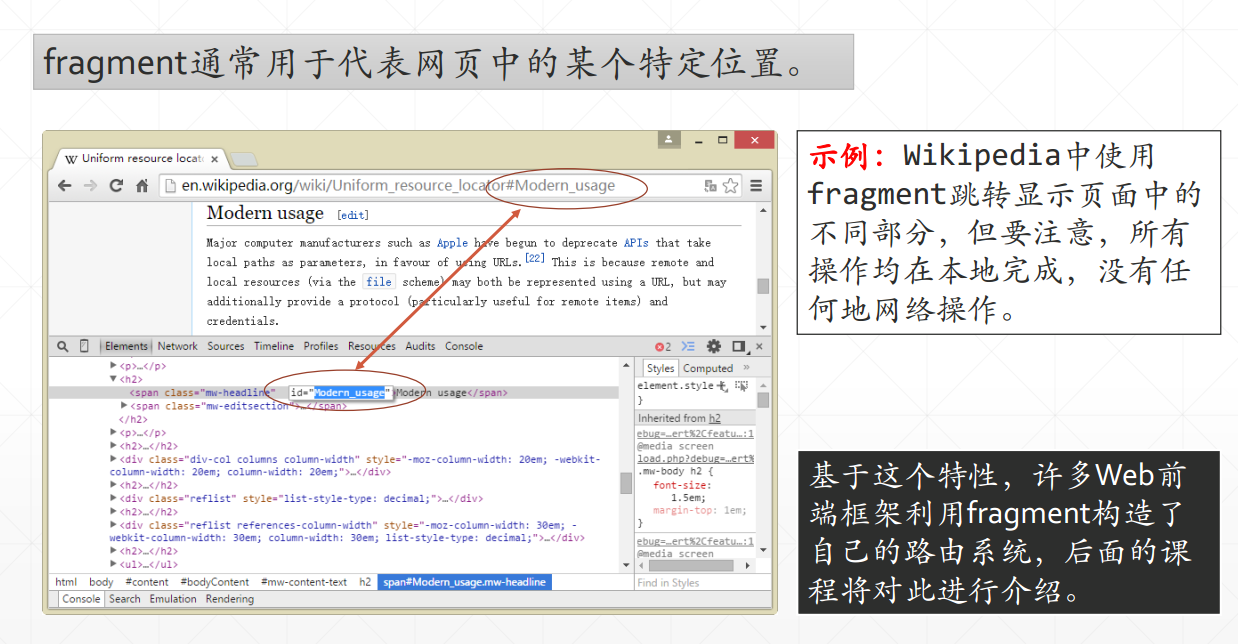 fragment通常用于代表网页中的某个特定位置。
Uniform resource locat
en.wikipedia.org/wiki/Uniform_resource_locator#Modern_usage
Modern usage [edit]
Major computer manufacturers such as Apple have begun to deprecate APIs that take
local paths as parameters, in favour of using URLs.[22] This is because remote and
local resources (via the file scheme) may both be represented using a URL, but may
additionally provide a protocol (particularly useful for remote items) and
credentials.
Elements Network Sources Timeline Profiles Resources Audits Console
2
<p>…</p>
<h2>
<span class="mw-headline" id="Modern_usage">Modern usage</span>
<span class="mw-editsection">…</span>
</h2>
<p>…</p>
<h2>…</h2>
<div class="div-col columns column-width" style="-moz-column-width: 20em; -webkit-
column-width: 20em; column-width: 20em;">…</div>
<h2>…</h2>
<div class="reflist" style="list-style-type: decimal;">…</div>
<h2>…</h2>
<div class="reflist references-column-width" style="-moz-column-width: 30em; -
webkit-column-width: 30em; column-width: 30em; list-style-type: decimal;">…</div>
<h2>…</h2>
<ul>…</ul>
html body #content #bodyContent #mw-content-text h2 span#Modern_usage.mw-headline
Console Search Emulation Rendering
Styles Computed »
element.style
}
Inherited from h2
ebug=…ert%2Cfeatu…:1
@media screen
load.php?debug=…ert%
.mw-body h2 {
font-size:
1.5em;
margin-top: 1em;
}
ebug=…ert%2Cfeatu…:1
@media screen
Find in Styles
示例：Wikipedia中使用
fragment跳转显示页面中的
不同部分，但要注意，所有
操作均在本地完成，没有任
何地网络操作。
基于这个特性，许多Web前
端框架利用fragment构造了
自己的路由系统，后面的课
程将对此进行介绍。